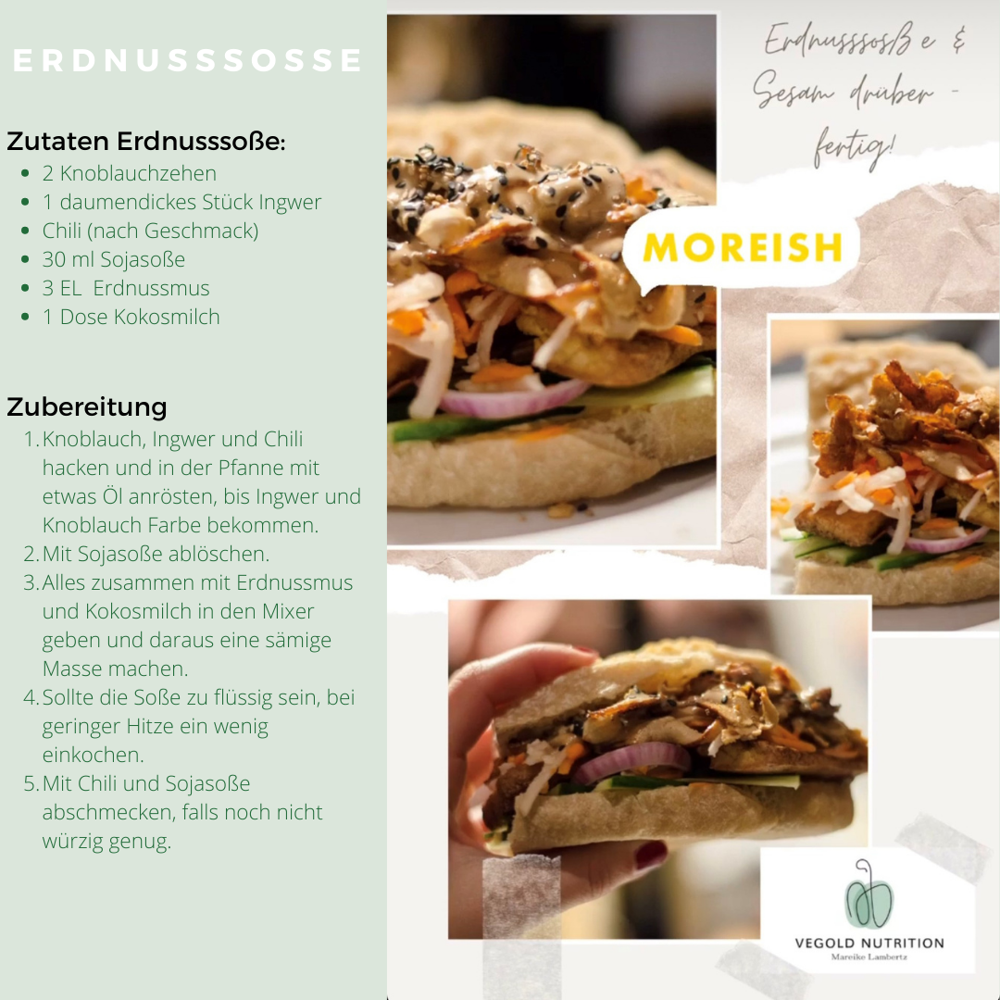 ERDNUSSSOSSE
Zutaten Erdnusssoße:
• 2 Knoblauchzehen
• 1 daumendickes Stück Ingwer
• Chili (nach Geschmack)
• 30 ml Sojasoße
• 3 EL Erdnussmus
• 1 Dose Kokosmilch
Zubereitung
1. Knoblauch, Ingwer und Chili
hacken und in der Pfanne mit
etwas Öl anrösten, bis Ingwer und
Knoblauch Farbe bekommen.
2. Mit Sojasoße ablöschen.
3. Alles zusammen mit Erdnussmus
und Kokosmilch in den Mixer
geben und daraus eine sämige
Masse machen.
4. Sollte die Soße zu flüssig sein, bei
geringer Hitze ein wenig
einkochen.
5. Mit Chili und Sojasoße
abschmecken, falls noch nicht
würzig genug.
Erdnusssoße &
Sesam drüber -
fertig!
MOREISH
VEGOLD NUTRITION
Mareike Lambertz